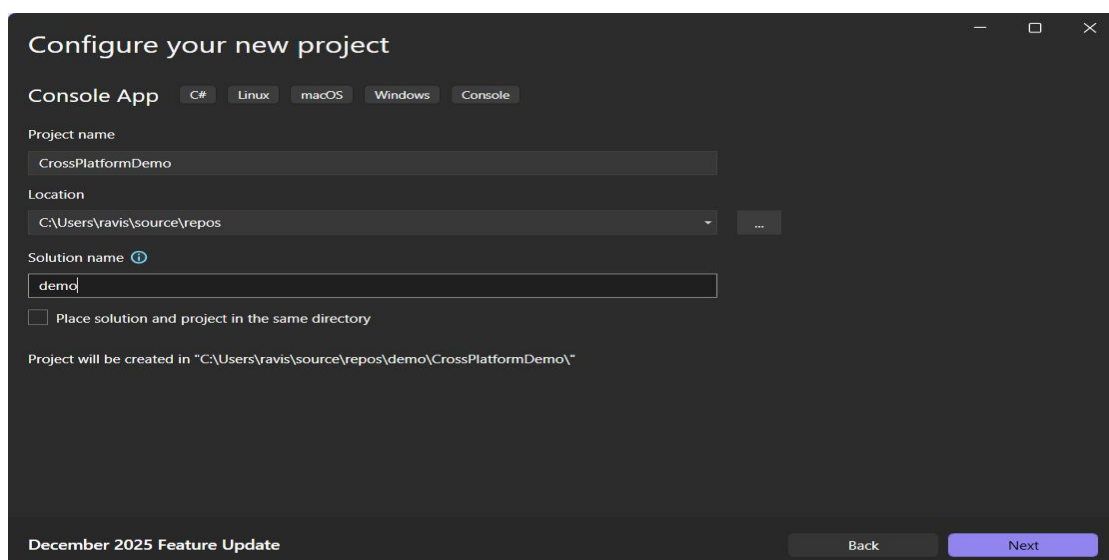 Configure your new project
Console App C# Linux macOS Windows Console
Project name
CrossPlatformDemo
Location
C:\Users\ravis\source\repos
...
Solution name
demo
Place solution and project in the same directory
Project will be created in "C:\Users\ravis\source\repos\demo\CrossPlatformDemo\"
December 2025 Feature Update
Back Next